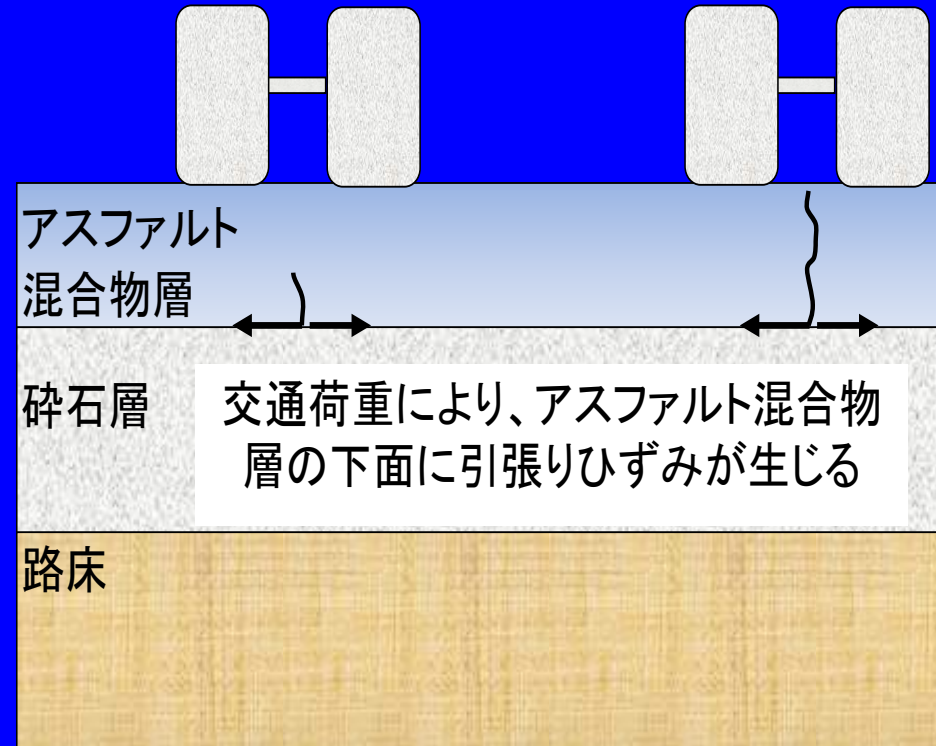 アスファルト
混合物層
砕石層
交通荷重により、アスファルト混合物
層の下面に引張りひずみが生じる
路床